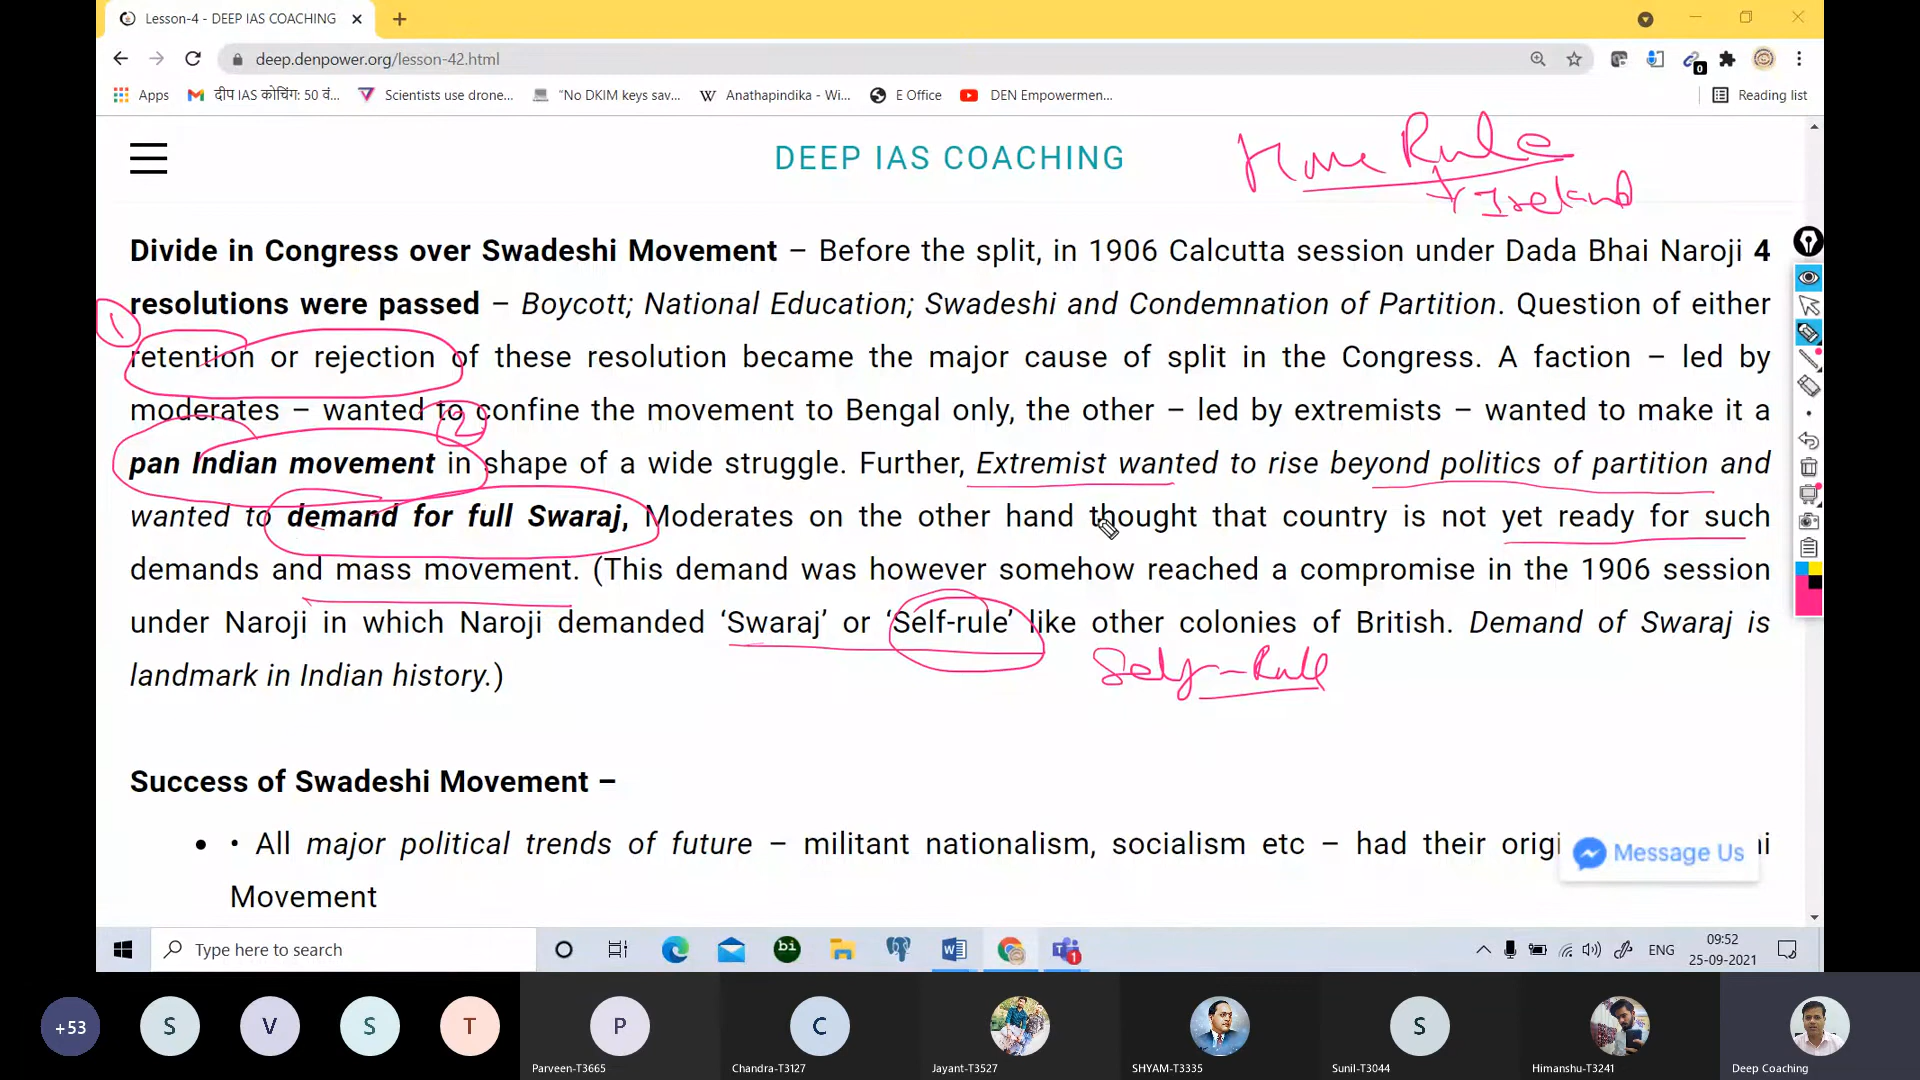 Lesson-4 - DEEP IAS COACHING
deep.denpower.org/lesson-42.html
0
Apps दीप IAS कोचिंग: 50 वं... Scientists use drone... "No DKIM keys sav... Anathapindika - Wi... E Office DEN Empowermen... Reading list
DEEP IAS COACHING
Home Rule
Ireland
Divide in Congress over Swadeshi Movement – Before the split, in 1906 Calcutta session under Dada Bhai Naroji 4
resolutions were passed – Boycott; National Education; Swadeshi and Condemnation of Partition. Question of either
1
retention or rejection of these resolution became the major cause of split in the Congress. A faction – led by
moderates – wanted to confine the movement to Bengal only, the other – led by extremists – wanted to make it a
2
pan Indian movement in shape of a wide struggle. Further, Extremist wanted to rise beyond politics of partition and
wanted to demand for full Swaraj, Moderates on the other hand thought that country is not yet ready for such
demands and mass movement. (This demand was however somehow reached a compromise in the 1906 session
under Naroji in which Naroji demanded ‘Swaraj’ or ‘Self-rule’ like other colonies of British. Demand of Swaraj is
landmark in Indian history.)
Self-Rule
Success of Swadeshi Movement –
• • All major political trends of future – militant nationalism, socialism etc – had their origi
Movement
Message Us
Type here to search
bi
1
ENG
09:52
25-09-2021
+53 S V S T P C S
Parveen-T3665 Chandra-T3127 Jayant-T3527 SHYAM-T3335 Sunil-T3044 Himanshu-T3241 Deep Coaching